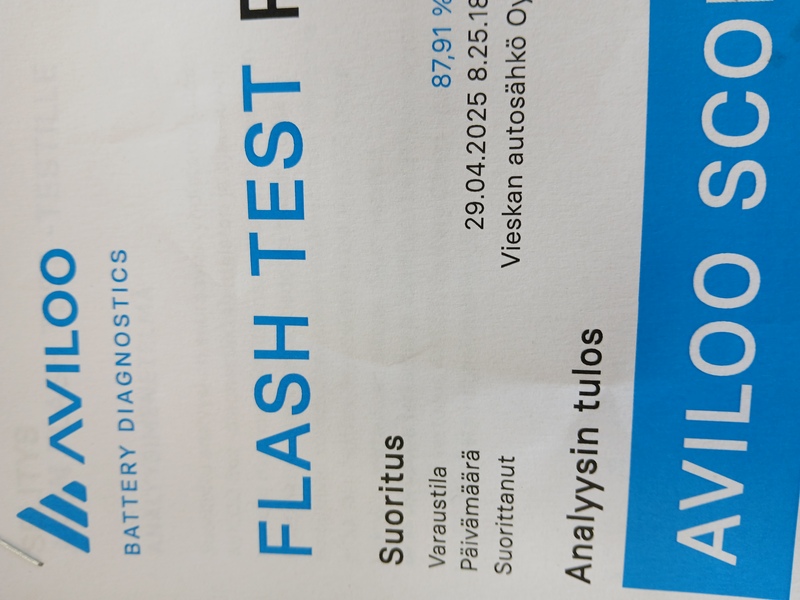 AVILOO
BATTERY DIAGNOSTICS
FLASH TEST
Suoritus
Varaustila 87,91 %
Päivämäärä 29.04.2025 8.25.18
Suorittanut Vieskan autosähkö Oy
Analyysin tulos
AVILOO SCO